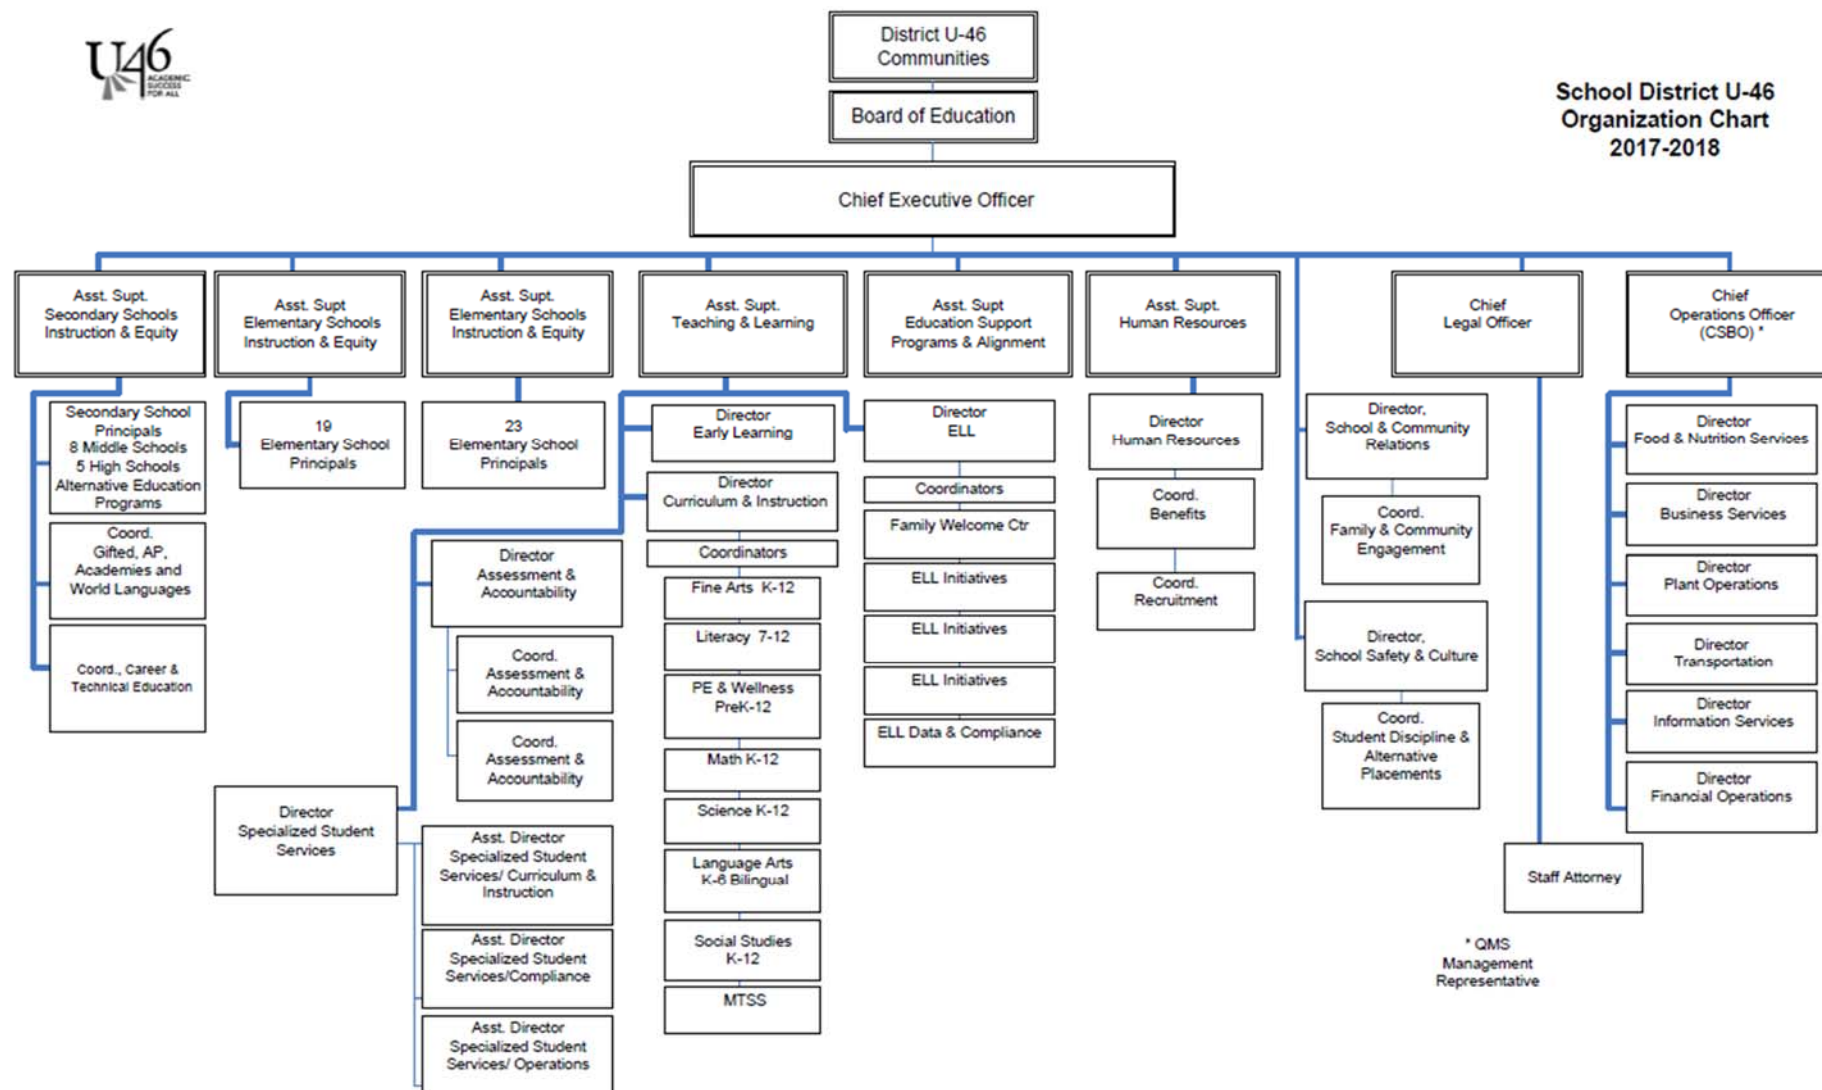 U46
ACADEMIC
SUCCESS
FOR ALL
District U-46
Communities
Board of Education
Chief Executive Officer
School District U-46
Organization Chart
2017-2018
Asst. Supt.
Secondary Schools
Instruction & Equity
Asst. Supt
Elementary Schools
Instruction & Equity
Asst. Supt.
Elementary Schools
Instruction & Equity
Asst. Supt.
Teaching & Learning
Asst. Supt
Education Support
Programs & Alignment
Asst. Supt.
Human Resources
Chief
Legal Officer
Chief
Operations Officer
(CSBO) *
Secondary School
Principals
8 Middle Schools
5 High Schools
Alternative Education
Programs
Coord.
Gifted, AP,
Academies and
World Languages
Coord., Career &
Technical Education
19
Elementary School
Principals
23
Elementary School
Principals
Director
Early Learning
Director
Curriculum & Instruction
Coordinators
Fine Arts K-12
Literacy 7-12
PE & Wellness
PreK-12
Math K-12
Science K-12
Language Arts
K-6 Bilingual
Social Studies
K-12
MTSS
Director
Assessment &
Accountability
Coord.
Assessment &
Accountability
Coord.
Assessment &
Accountability
Director
Specialized Student
Services
Asst. Director
Specialized Student
Services/ Curriculum &
Instruction
Asst. Director
Specialized Student
Services/Compliance
Asst. Director
Specialized Student
Services/ Operations
Director
ELL
Coordinators
Family Welcome Ctr
ELL Initiatives
ELL Initiatives
ELL Initiatives
ELL Data & Compliance
Director
Human Resources
Coord.
Benefits
Coord.
Recruitment
Director,
School & Community
Relations
Coord.
Family & Community
Engagement
Director,
School Safety & Culture
Coord.
Student Discipline &
Alternative
Placements
Staff Attorney
Director
Food & Nutrition Services
Director
Business Services
Director
Plant Operations
Director
Transportation
Director
Information Services
Director
Financial Operations
* QMS
Management
Representative